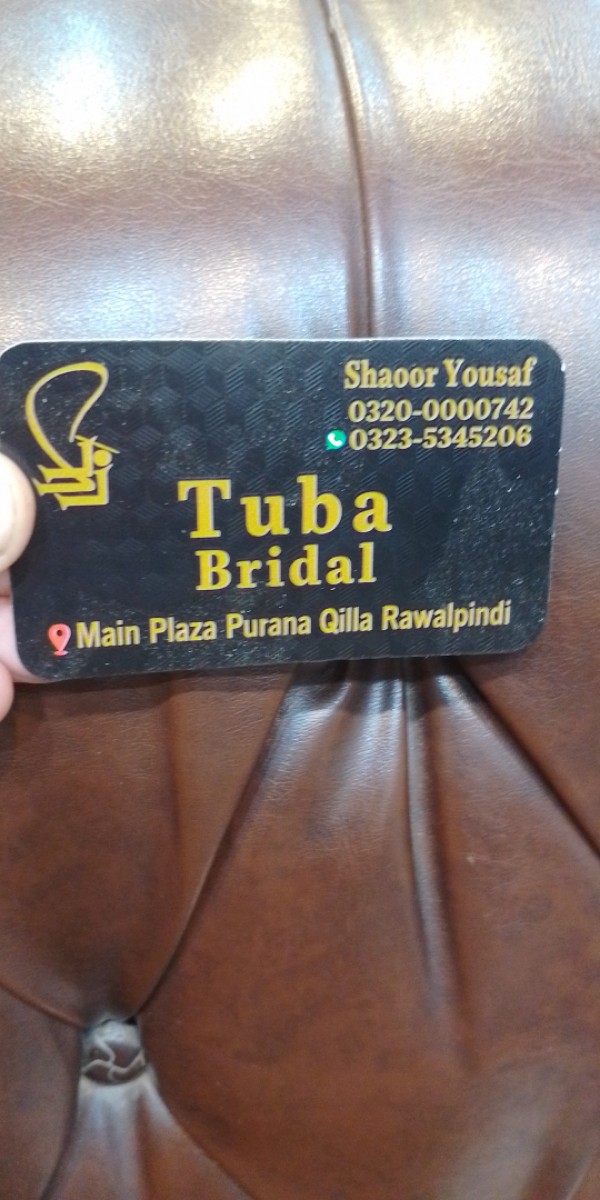 Shaoor Yousaf
0320-0000742
0323-5345206
Tuba
Bridal
Main Plaza Purana Qilla Rawalpindi